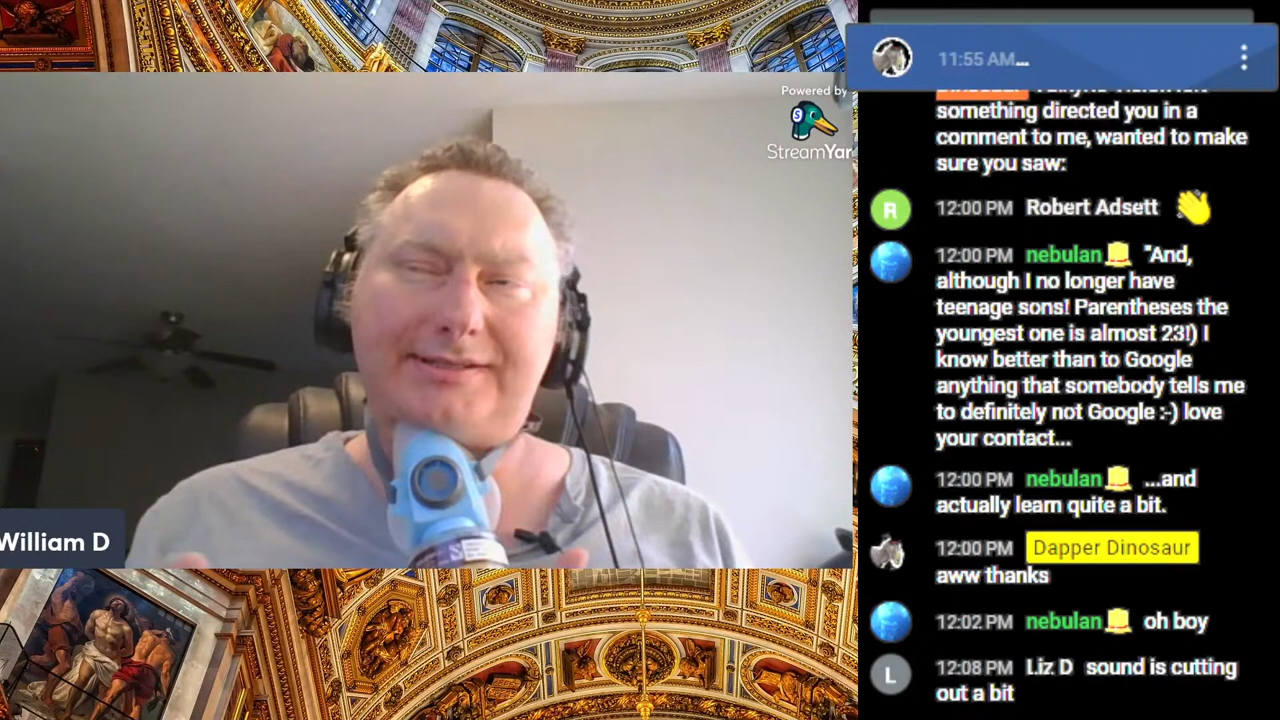 Powered by
StreamYar
William D
11:55 AM...
something directed you in a
comment to me, wanted to make
sure you saw:
12:00 PM Robert Adsett 👋
12:00 PM nebulan "And,
although I no longer have
teenage sons! Parentheses the
youngest one is almost 23!) I
know better than to Google
anything that somebody tells me
to definitely not Google :-) love
your contact...
12:00 PM nebulan ...and
actually learn quite a bit.
12:00 PM Dapper Dinosaur
aww thanks
12:02 PM nebulan oh boy
12:08 PM Liz D sound is cutting
out a bit
R
L